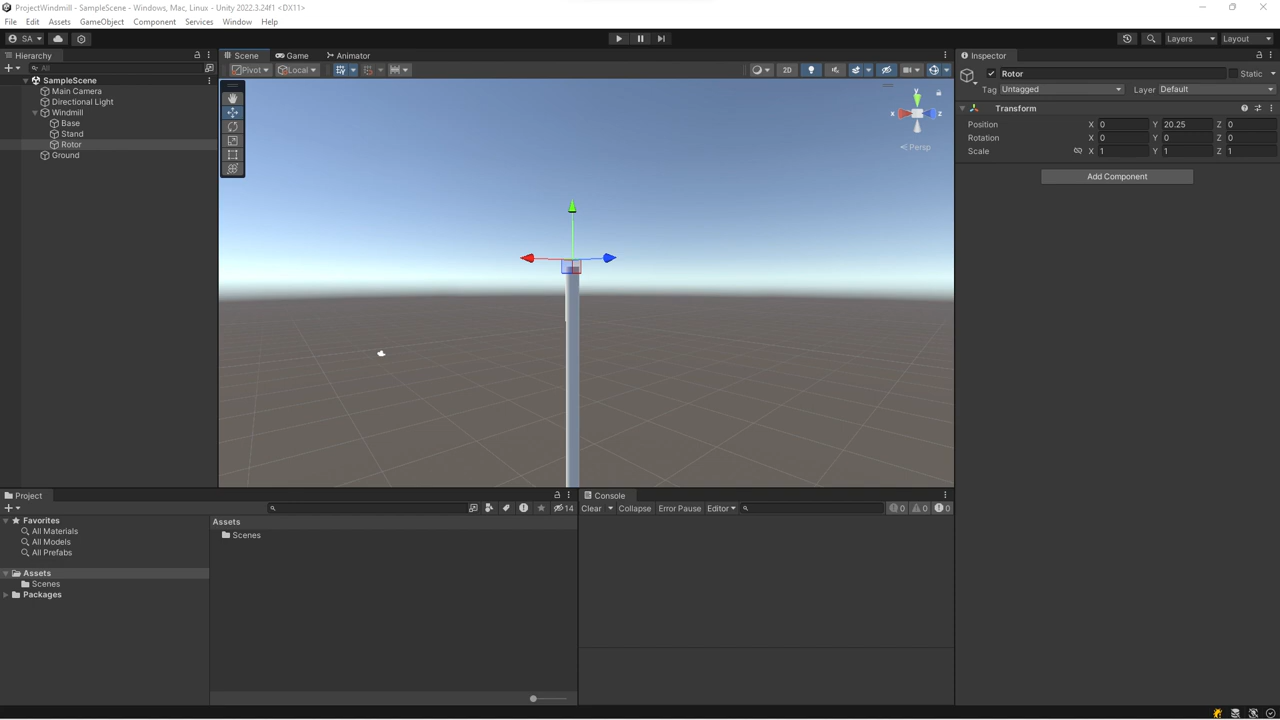 ProjectWindmill - SampleScene - Windows, Mac, Linux - Unity 2022.3.24f1 <DX11>
File Edit Assets GameObject Component Services Window Help
SA Layers Layout
Hierarchy
All
SampleScene
Main Camera
Directional Light
Windmill
Base
Stand
Rotor
Ground
Scene Game Animator
Pivot Local 2D
y
x z
Persp
Inspector
Rotor Static
Tag Untagged Layer Default
Transform
Position X 0 Y 20.25 Z 0
Rotation X 0 Y 0 Z 0
Scale X 1 Y 1 Z 1
Add Component
Project
14
Favorites
All Materials
All Models
All Prefabs
Assets
Scenes
Packages
Assets
Scenes
Console
Clear Collapse Error Pause Editor 0 0 0